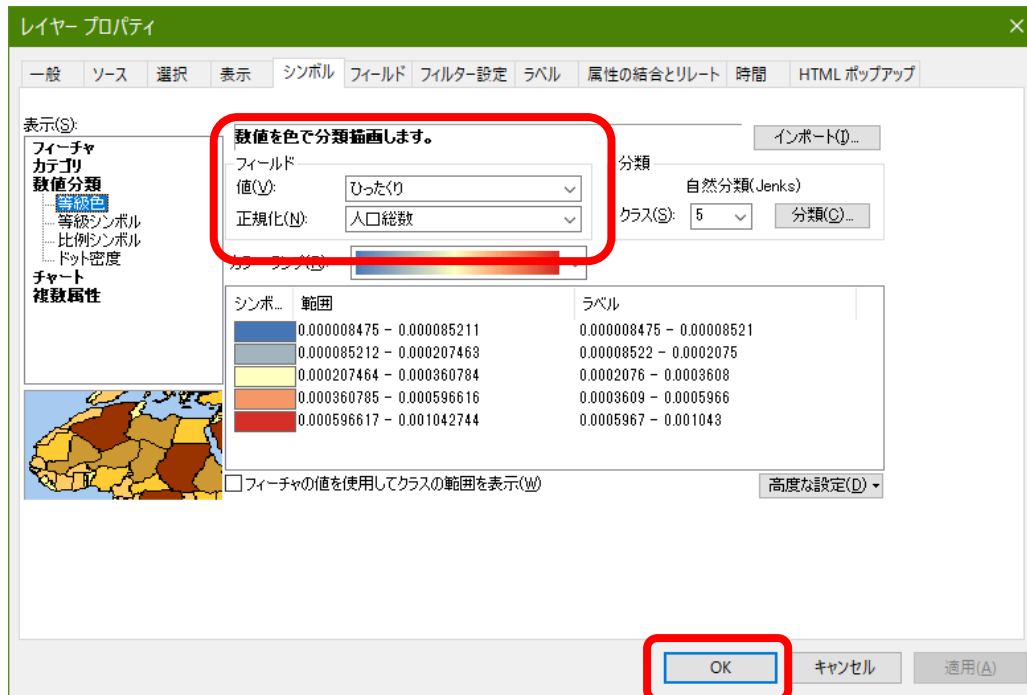 レイヤー プロパティ
一般 ソース 選択 表示 シンボル フィールド フィルター設定 ラベル 属性の結合とリレート 時間 HTML ポップアップ
表示(S):
フィーチャ
カテゴリ
数値分類
等級色
等級シンボル
比例シンボル
ドット密度
チャート
複数属性
数値を色で分類描画します。
インポート(I)...
フィールド
値(V): ひったくり
正規化(N): 人口総数
分類
自然分類(Jenks)
クラス(S): 5 分類(C)...
カラー ランプ(R):
シンボ... 範囲 ラベル
0.000008475 - 0.000085211 0.000008475 - 0.00008521
0.000085212 - 0.000207463 0.00008522 - 0.0002075
0.000207464 - 0.000360784 0.0002076 - 0.0003608
0.000360785 - 0.000596616 0.0003609 - 0.0005966
0.000596617 - 0.001042744 0.0005967 - 0.001043
フィーチャの値を使用してクラスの範囲を表示(W)
高度な設定(D)
OK キャンセル 適用(A)